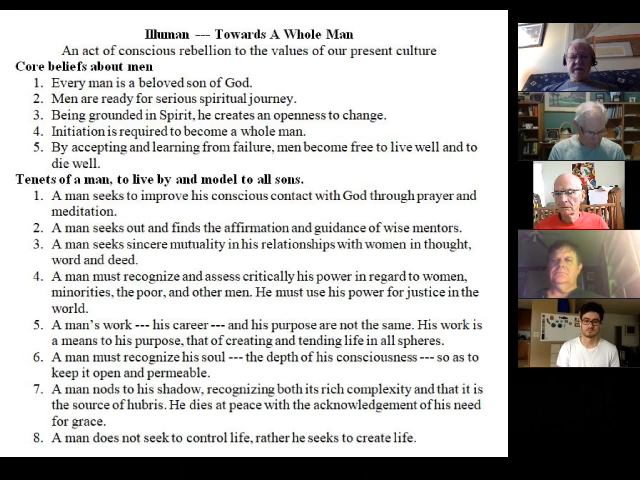 Illuman --- Towards A Whole Man
An act of conscious rebellion to the values of our present culture
Core beliefs about men
1. Every man is a beloved son of God.
2. Men are ready for serious spiritual journey.
3. Being grounded in Spirit, he creates an openness to change.
4. Initiation is required to become a whole man.
5. By accepting and learning from failure, men become free to live well and to
die well.
Tenets of a man, to live by and model to all sons.
1. A man seeks to improve his conscious contact with God through prayer and
meditation.
2. A man seeks out and finds the affirmation and guidance of wise mentors.
3. A man seeks sincere mutuality in his relationships with women in thought,
word and deed.
4. A man must recognize and assess critically his power in regard to women,
minorities, the poor, and other men. He must use his power for justice in the
world.
5. A man's work --- his career --- and his purpose are not the same. His work is
a means to his purpose, that of creating and tending life in all spheres.
6. A man must recognize his soul --- the depth of his consciousness --- so as to
keep it open and permeable.
7. A man nods to his shadow, recognizing both its rich complexity and that it is
the source of hubris. He dies at peace with the acknowledgement of his need
for grace.
8. A man does not seek to control life, rather he seeks to create life.